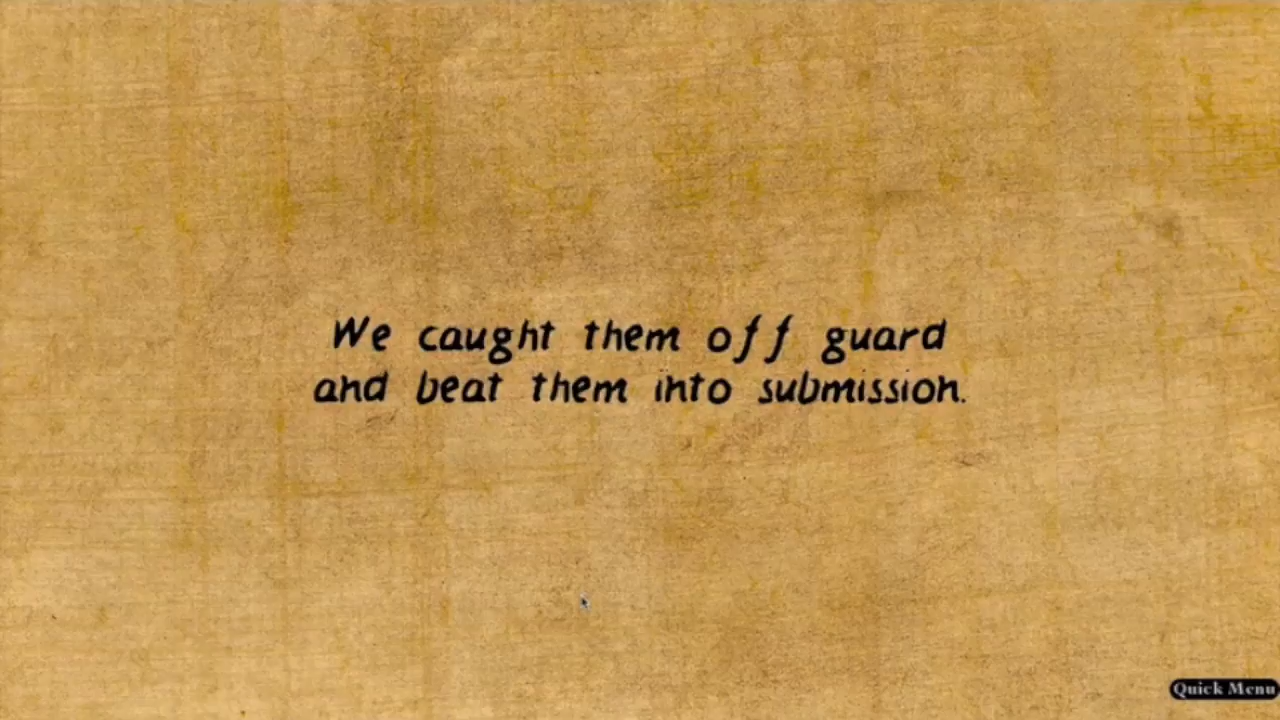 We caught them off guard
and beat them into submission.
Quick Menu